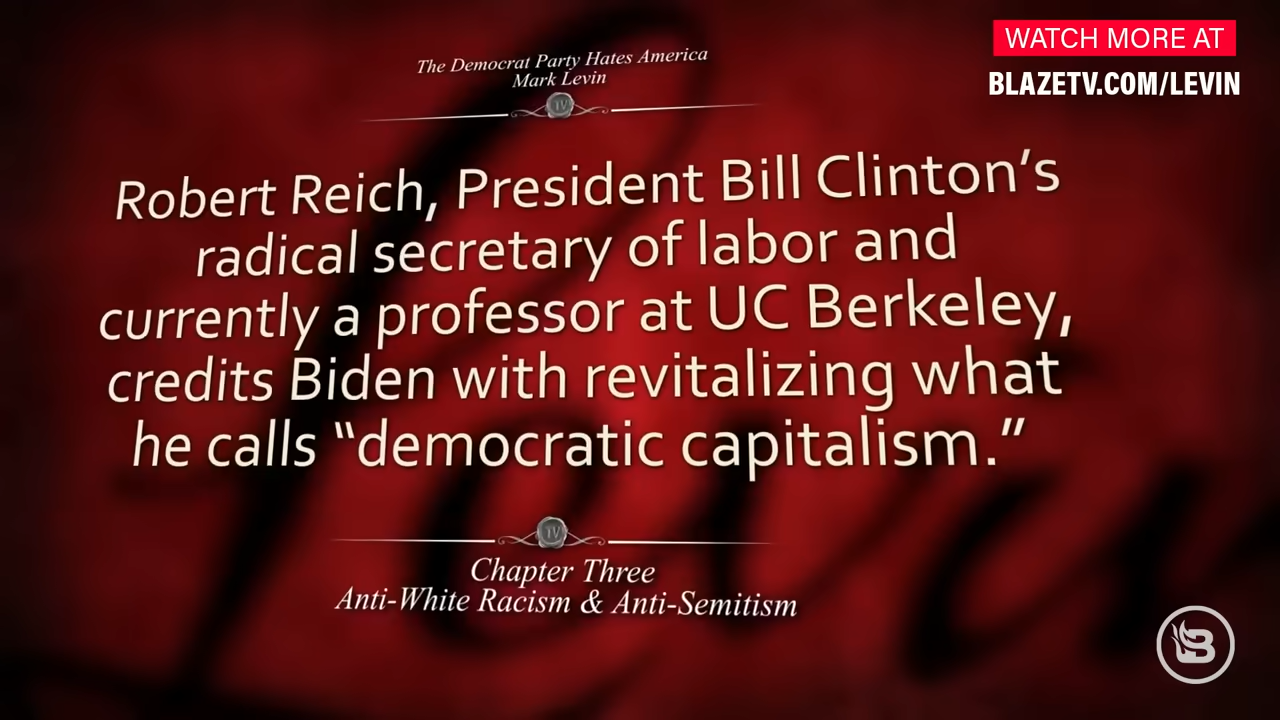 WATCH MORE AT
BLAZETV.COM/LEVIN
The Democrat Party Hates America
Mark Levin
IV
Robert Reich, President Bill Clinton’s
radical secretary of labor and
currently a professor at UC Berkeley,
credits Biden with revitalizing what
he calls “democratic capitalism.”
IV
Chapter Three
Anti-White Racism & Anti-Semitism
B